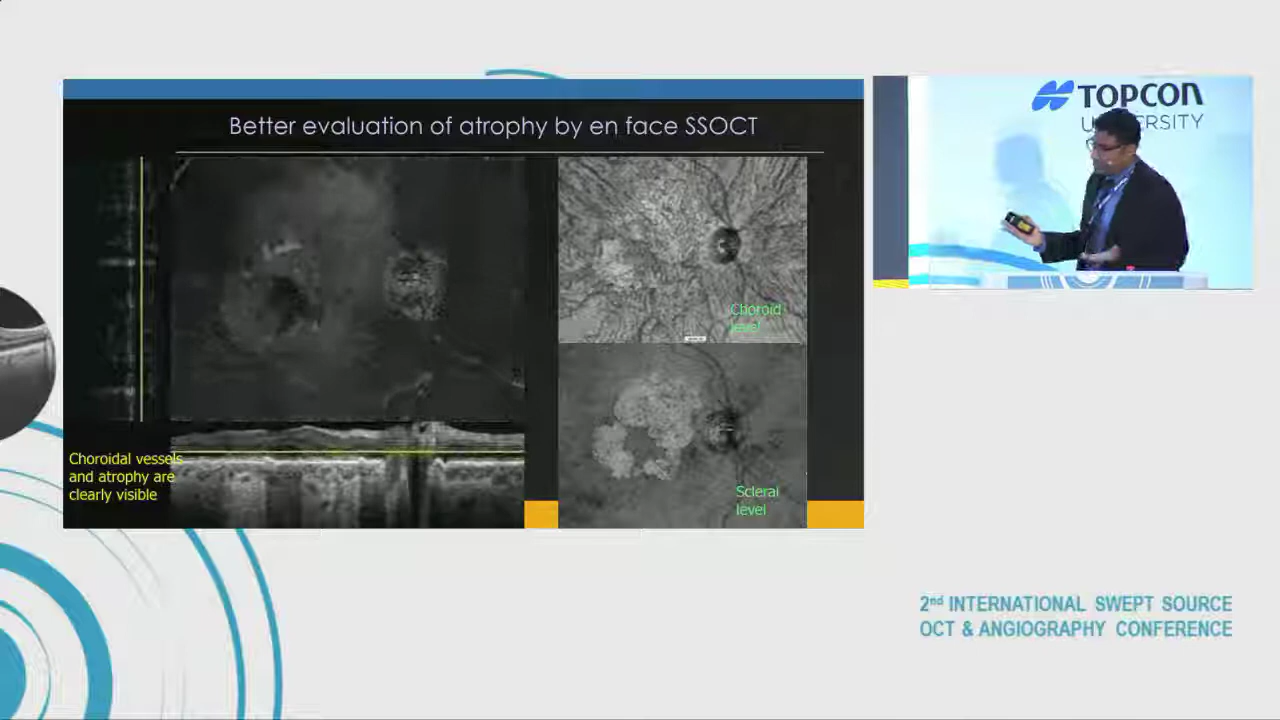 Better evaluation of atrophy by en face SSOCT
Choroid
level
Choroidal vessels
and atrophy are
clearly visible
Scleral
level
TOPCON
UNIVERSITY
2nd INTERNATIONAL SWEPT SOURCE
OCT & ANGIOGRAPHY CONFERENCE